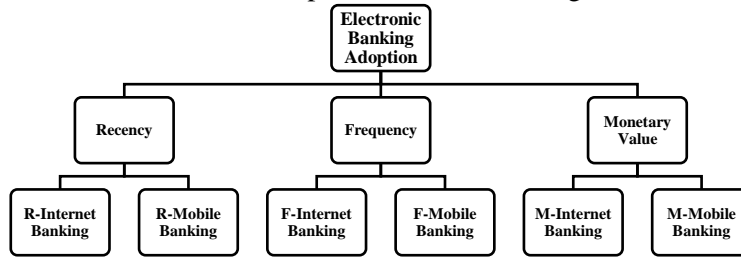 Electronic
Banking
Adoption
Recency
Frequency
Monetary
Value
R-Internet
Banking
R-Mobile
Banking
F-Internet
Banking
F-Mobile
Banking
M-Internet
Banking
M-Mobile
Banking